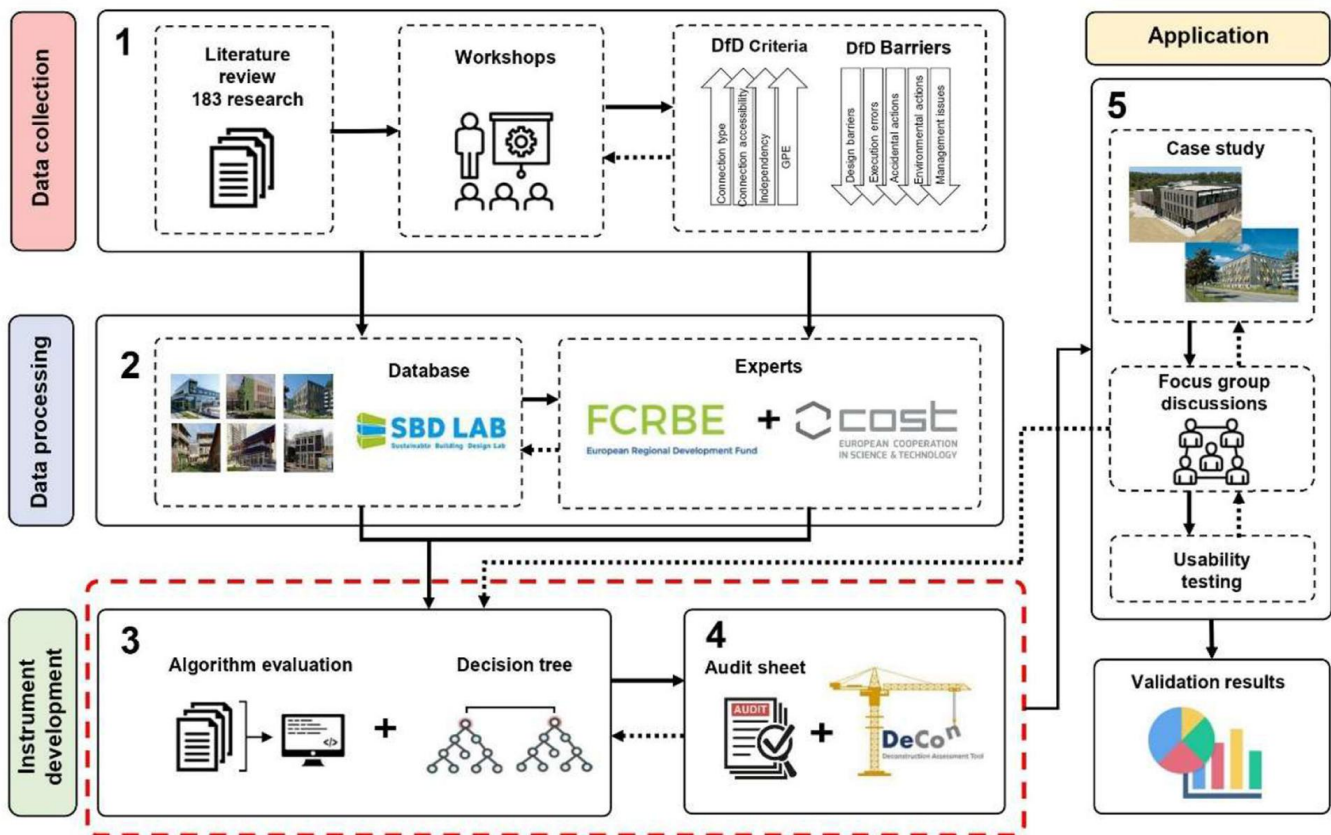 Data collection
1
Literature
review
183 research
Workshops
DfD Criteria
Connection type
Connection accessibility
Independency
GPE
DfD Barriers
Design barriers
Execution errors
Accidental actions
Environmental actions
Management issues
Data processing
2
Database
SBD LAB
Sustainable Building Design Lab
Experts
FCRBE
European Regional Development Fund
+
cost
EUROPEAN COOPERATION
IN SCIENCE & TECHNOLOGY
Instrument
development
3
Algorithm evaluation
</>
+
Decision tree
4
Audit sheet
AUDIT
+
DeCon
Deconstruction Assessment Tool
Application
5
Case study
Focus group
discussions
Usability
testing
Validation results